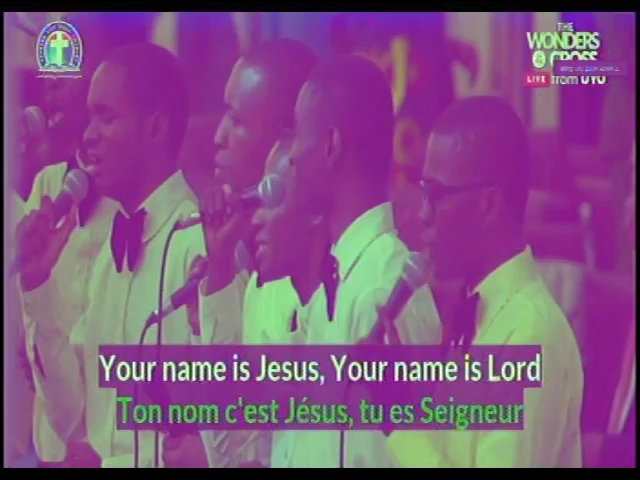 THE
WONDERS
CROSS
LIVE from UYO
Your name is Jesus, Your name is Lord
Ton nom c'est Jésus, tu es Seigneur